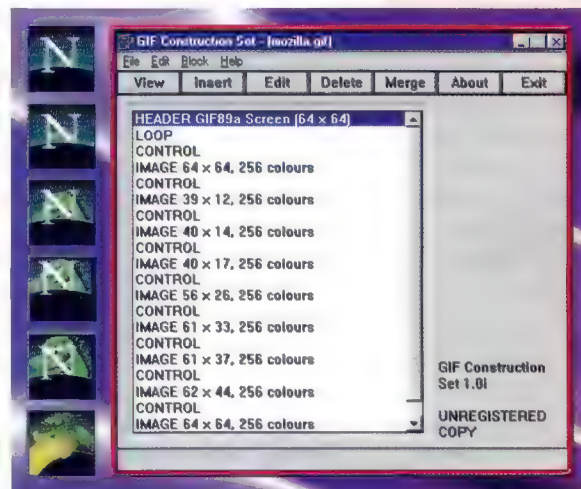 N
N
N
N
N
GIF Construction Set - [mozilla.gif]
File Edit Block Help
View Insert Edit Delete Merge About Exit
HEADER GIF89a Screen (64 x 64)
LOOP
CONTROL
IMAGE 64 x 64, 256 colours
CONTROL
IMAGE 39 x 12, 256 colours
CONTROL
IMAGE 40 x 14, 256 colours
CONTROL
IMAGE 40 x 17, 256 colours
CONTROL
IMAGE 56 x 26, 256 colours
CONTROL
IMAGE 61 x 33, 256 colours
CONTROL
IMAGE 61 x 37, 256 colours
CONTROL
IMAGE 62 x 44, 256 colours
CONTROL
IMAGE 64 x 64, 256 colours
GIF Construction
Set 1.0i
UNREGISTERED
COPY